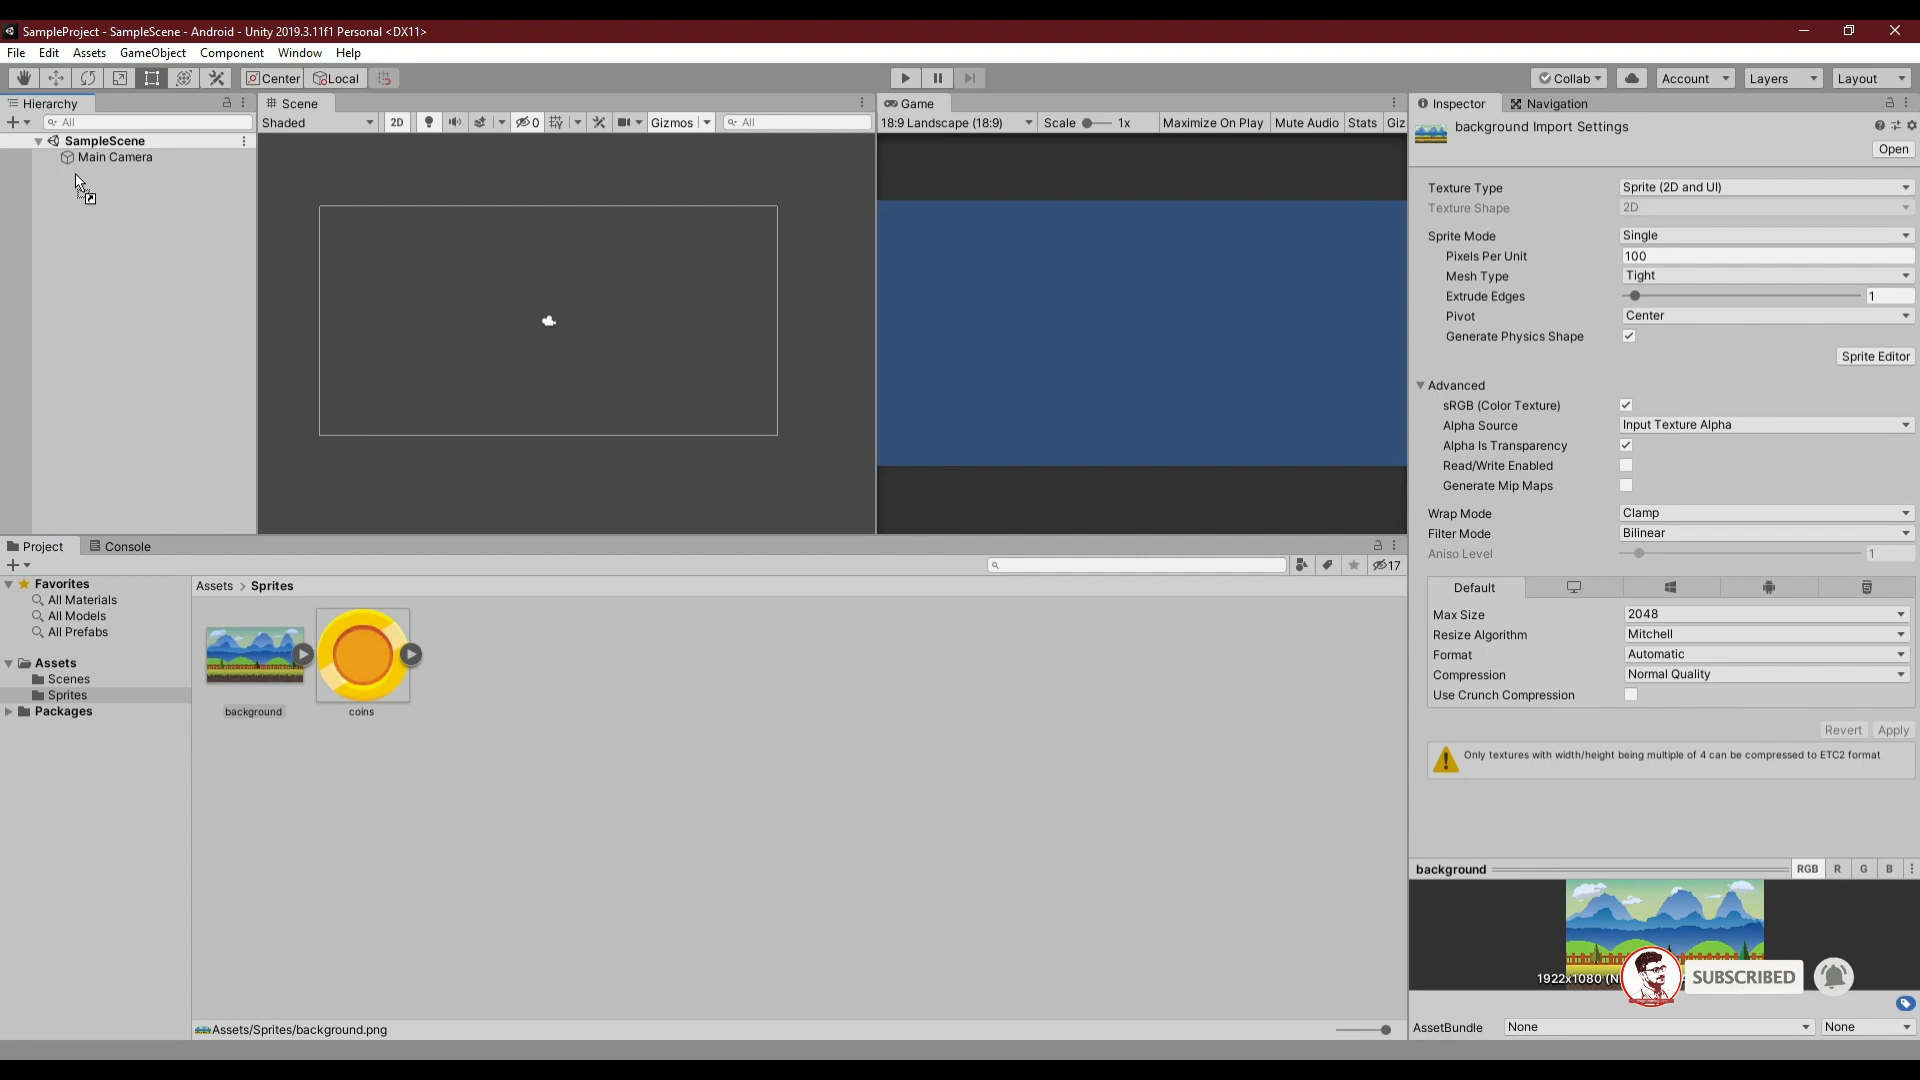 SampleProject - SampleScene - Android - Unity 2019.3.11f1 Personal <DX11>
File Edit Assets GameObject Component Window Help
Center Local Collab Account Layers Layout
Hierarchy
All
SampleScene
Main Camera
Scene
Shaded 2D 0 Gizmos All
Game
18:9 Landscape (18:9) Scale 1x Maximize On Play Mute Audio Stats Giz
Inspector Navigation
background Import Settings
Open
Texture Type Sprite (2D and UI)
Texture Shape 2D
Sprite Mode Single
Pixels Per Unit 100
Mesh Type Tight
Extrude Edges 1
Pivot Center
Generate Physics Shape
Sprite Editor
Advanced
sRGB (Color Texture)
Alpha Source Input Texture Alpha
Alpha Is Transparency
Read/Write Enabled
Generate Mip Maps
Wrap Mode Clamp
Filter Mode Bilinear
Aniso Level 1
Default
Max Size 2048
Resize Algorithm Mitchell
Format Automatic
Compression Normal Quality
Use Crunch Compression
Revert Apply
Only textures with width/height being multiple of 4 can be compressed to ETC2 format
background RGB R G B
1922x1080 (N
SUBSCRIBED
AssetBundle None None
Project Console
17
Favorites
All Materials
All Models
All Prefabs
Assets
Scenes
Sprites
Packages
Assets > Sprites
background
coins
Assets/Sprites/background.png